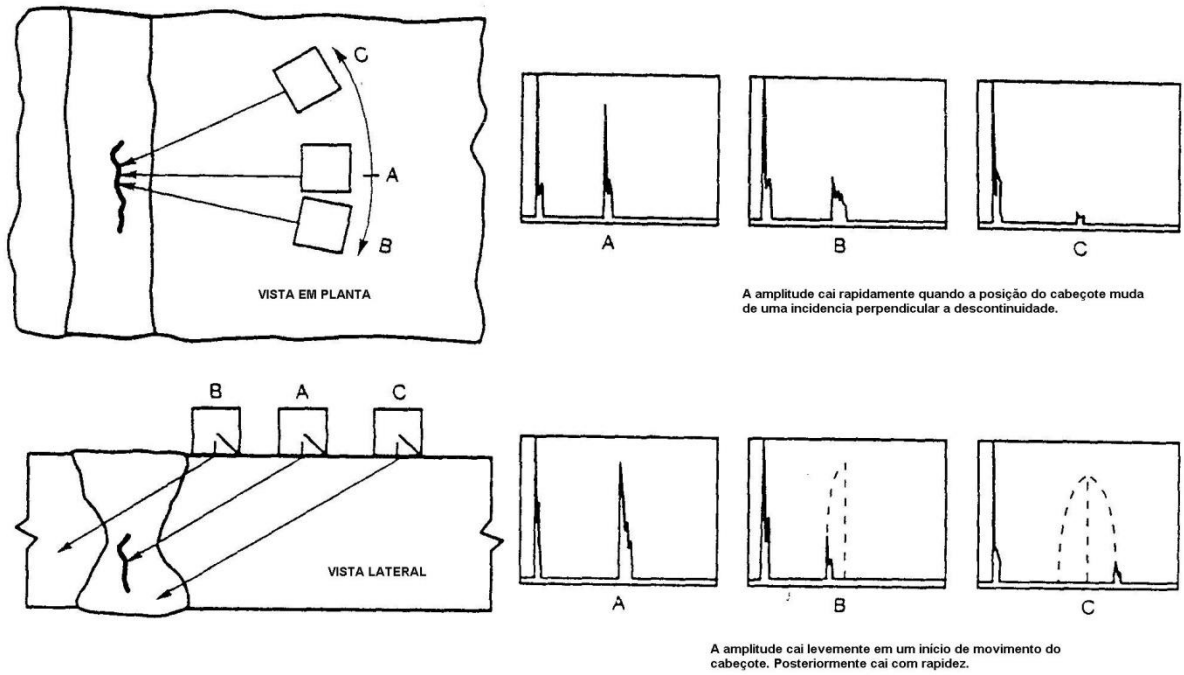 C
A
B
VISTA EM PLANTA
A
B
C
A amplitude cai rapidamente quando a posição do cabeçote muda
de uma incidencia perpendicular a descontinuidade.
B
A
C
VISTA LATERAL
A
B
C
A amplitude cai levemente em um início de movimento do
cabeçote. Posteriormente cai com rapidez.